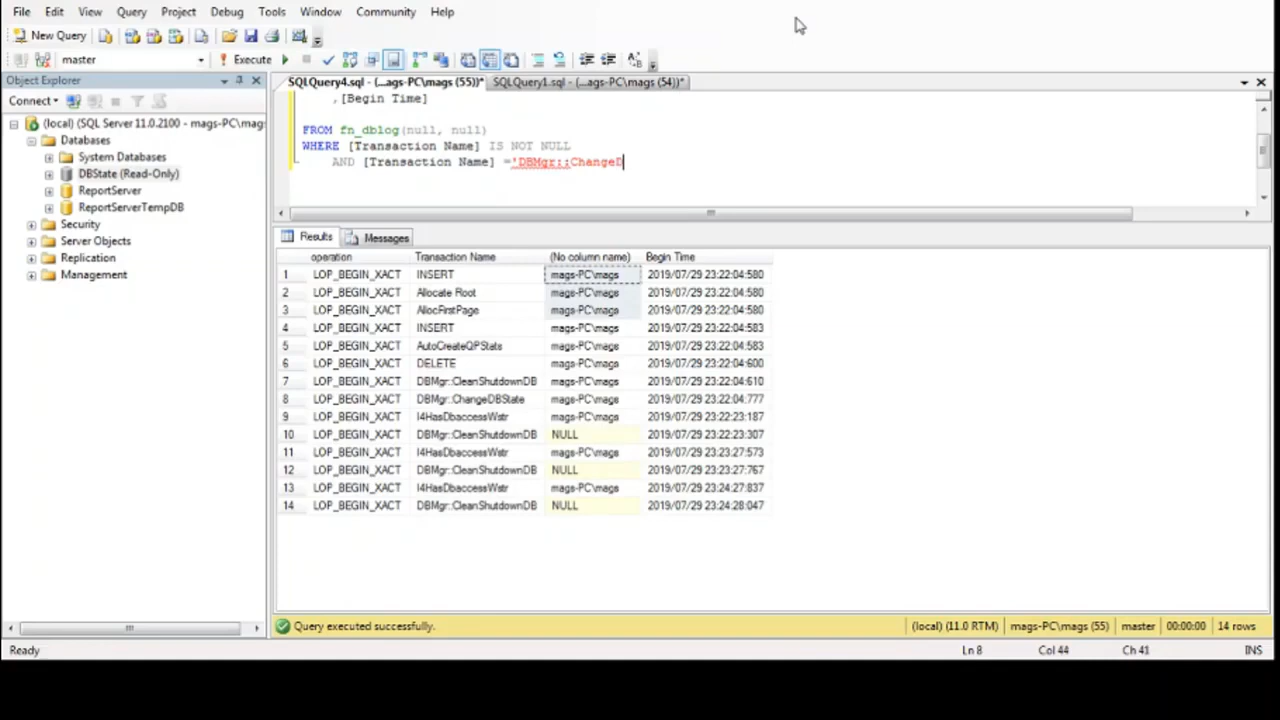 File Edit View Query Project Debug Tools Window Community Help
New Query
master Execute
Object Explorer
Connect
(local) (SQL Server 11.0.2100 - mags-PC\mags
Databases
System Databases
DBState (Read-Only)
ReportServer
ReportServerTempDB
Security
Server Objects
Replication
Management
SQLQuery4.sql - (...ags-PC\mags (55))* SQLQuery1.sql - (...ags-PC\mags (54))*
,[Begin Time]
FROM fn_dblog(null, null)
WHERE [Transaction Name] IS NOT NULL
AND [Transaction Name] ='DBMgr::ChangeD
Results Messages
operation Transaction Name (No column name) Begin Time
1 LOP_BEGIN_XACT INSERT mags-PC\mags 2019/07/29 23:22:04:580
2 LOP_BEGIN_XACT Allocate Root mags-PC\mags 2019/07/29 23:22:04:580
3 LOP_BEGIN_XACT AllocFirstPage mags-PC\mags 2019/07/29 23:22:04:580
4 LOP_BEGIN_XACT INSERT mags-PC\mags 2019/07/29 23:22:04:583
5 LOP_BEGIN_XACT AutoCreateQPStats mags-PC\mags 2019/07/29 23:22:04:583
6 LOP_BEGIN_XACT DELETE mags-PC\mags 2019/07/29 23:22:04:600
7 LOP_BEGIN_XACT DBMgr::CleanShutdownDB mags-PC\mags 2019/07/29 23:22:04:610
8 LOP_BEGIN_XACT DBMgr::ChangeDBState mags-PC\mags 2019/07/29 23:22:04:777
9 LOP_BEGIN_XACT I4HasDbaccessWstr mags-PC\mags 2019/07/29 23:22:23:187
10 LOP_BEGIN_XACT DBMgr::CleanShutdownDB NULL 2019/07/29 23:22:23:307
11 LOP_BEGIN_XACT I4HasDbaccessWstr mags-PC\mags 2019/07/29 23:23:27:573
12 LOP_BEGIN_XACT DBMgr::CleanShutdownDB NULL 2019/07/29 23:23:27:767
13 LOP_BEGIN_XACT I4HasDbaccessWstr mags-PC\mags 2019/07/29 23:24:27:837
14 LOP_BEGIN_XACT DBMgr::CleanShutdownDB NULL 2019/07/29 23:24:28:047
Query executed successfully. (local) (11.0 RTM) mags-PC\mags (55) master 00:00:00 14 rows
Ready Ln 8 Col 44 Ch 41 INS